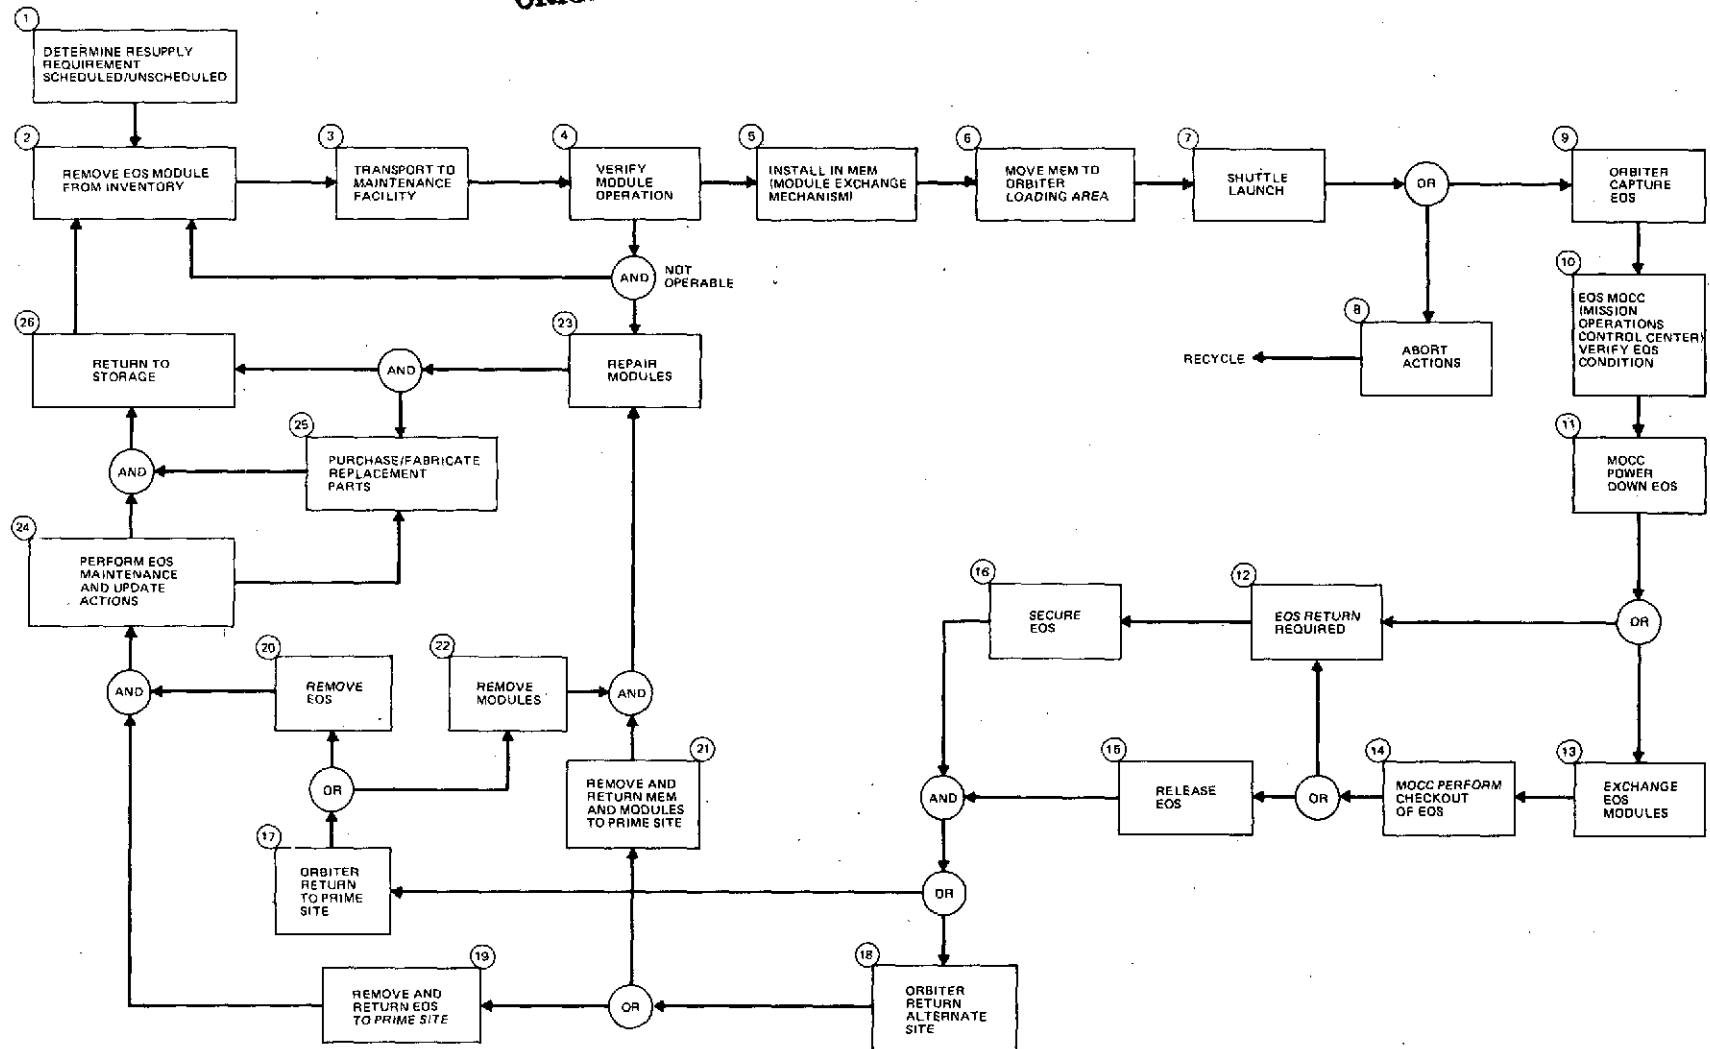 1
DETERMINE RESUPPLY
REQUIREMENT
SCHEDULED/UNSCHEDULED
2
REMOVE EOS MODULE
FROM INVENTORY
3
TRANSPORT TO
MAINTENANCE
FACILITY
4
VERIFY
MODULE
OPERATION
5
INSTALL IN MEM
(MODULE EXCHANGE
MECHANISM)
6
MOVE MEM TO
ORBITER
LOADING AREA
7
SHUTTLE
LAUNCH
OR
9
ORBITER
CAPTURE
EOS
AND
NOT
OPERABLE
10
EOS MOCC
(MISSION
OPERATIONS
CONTROL CENTER)
VERIFY EOS
CONDITION
8
ABORT
ACTIONS
RECYCLE
26
RETURN TO
STORAGE
AND
23
REPAIR
MODULES
25
PURCHASE/FABRICATE
REPLACEMENT
PARTS
AND
11
MOCC
POWER
DOWN EOS
24
PERFORM EOS
MAINTENANCE
AND UPDATE
ACTIONS
16
SECURE
EOS
12
EOS RETURN
REQUIRED
OR
AND
20
REMOVE
EOS
22
REMOVE
MODULES
AND
21
REMOVE AND
RETURN MEM
AND MODULES
TO PRIME SITE
OR
AND
15
RELEASE
EOS
OR
14
MOCC PERFORM
CHECKOUT
OF EOS
13
EXCHANGE
EOS
MODULES
17
ORBITER
RETURN
TO PRIME
SITE
OR
19
REMOVE AND
RETURN EOS
TO PRIME SITE
OR
18
ORBITER
RETURN
ALTERNATE
SITE